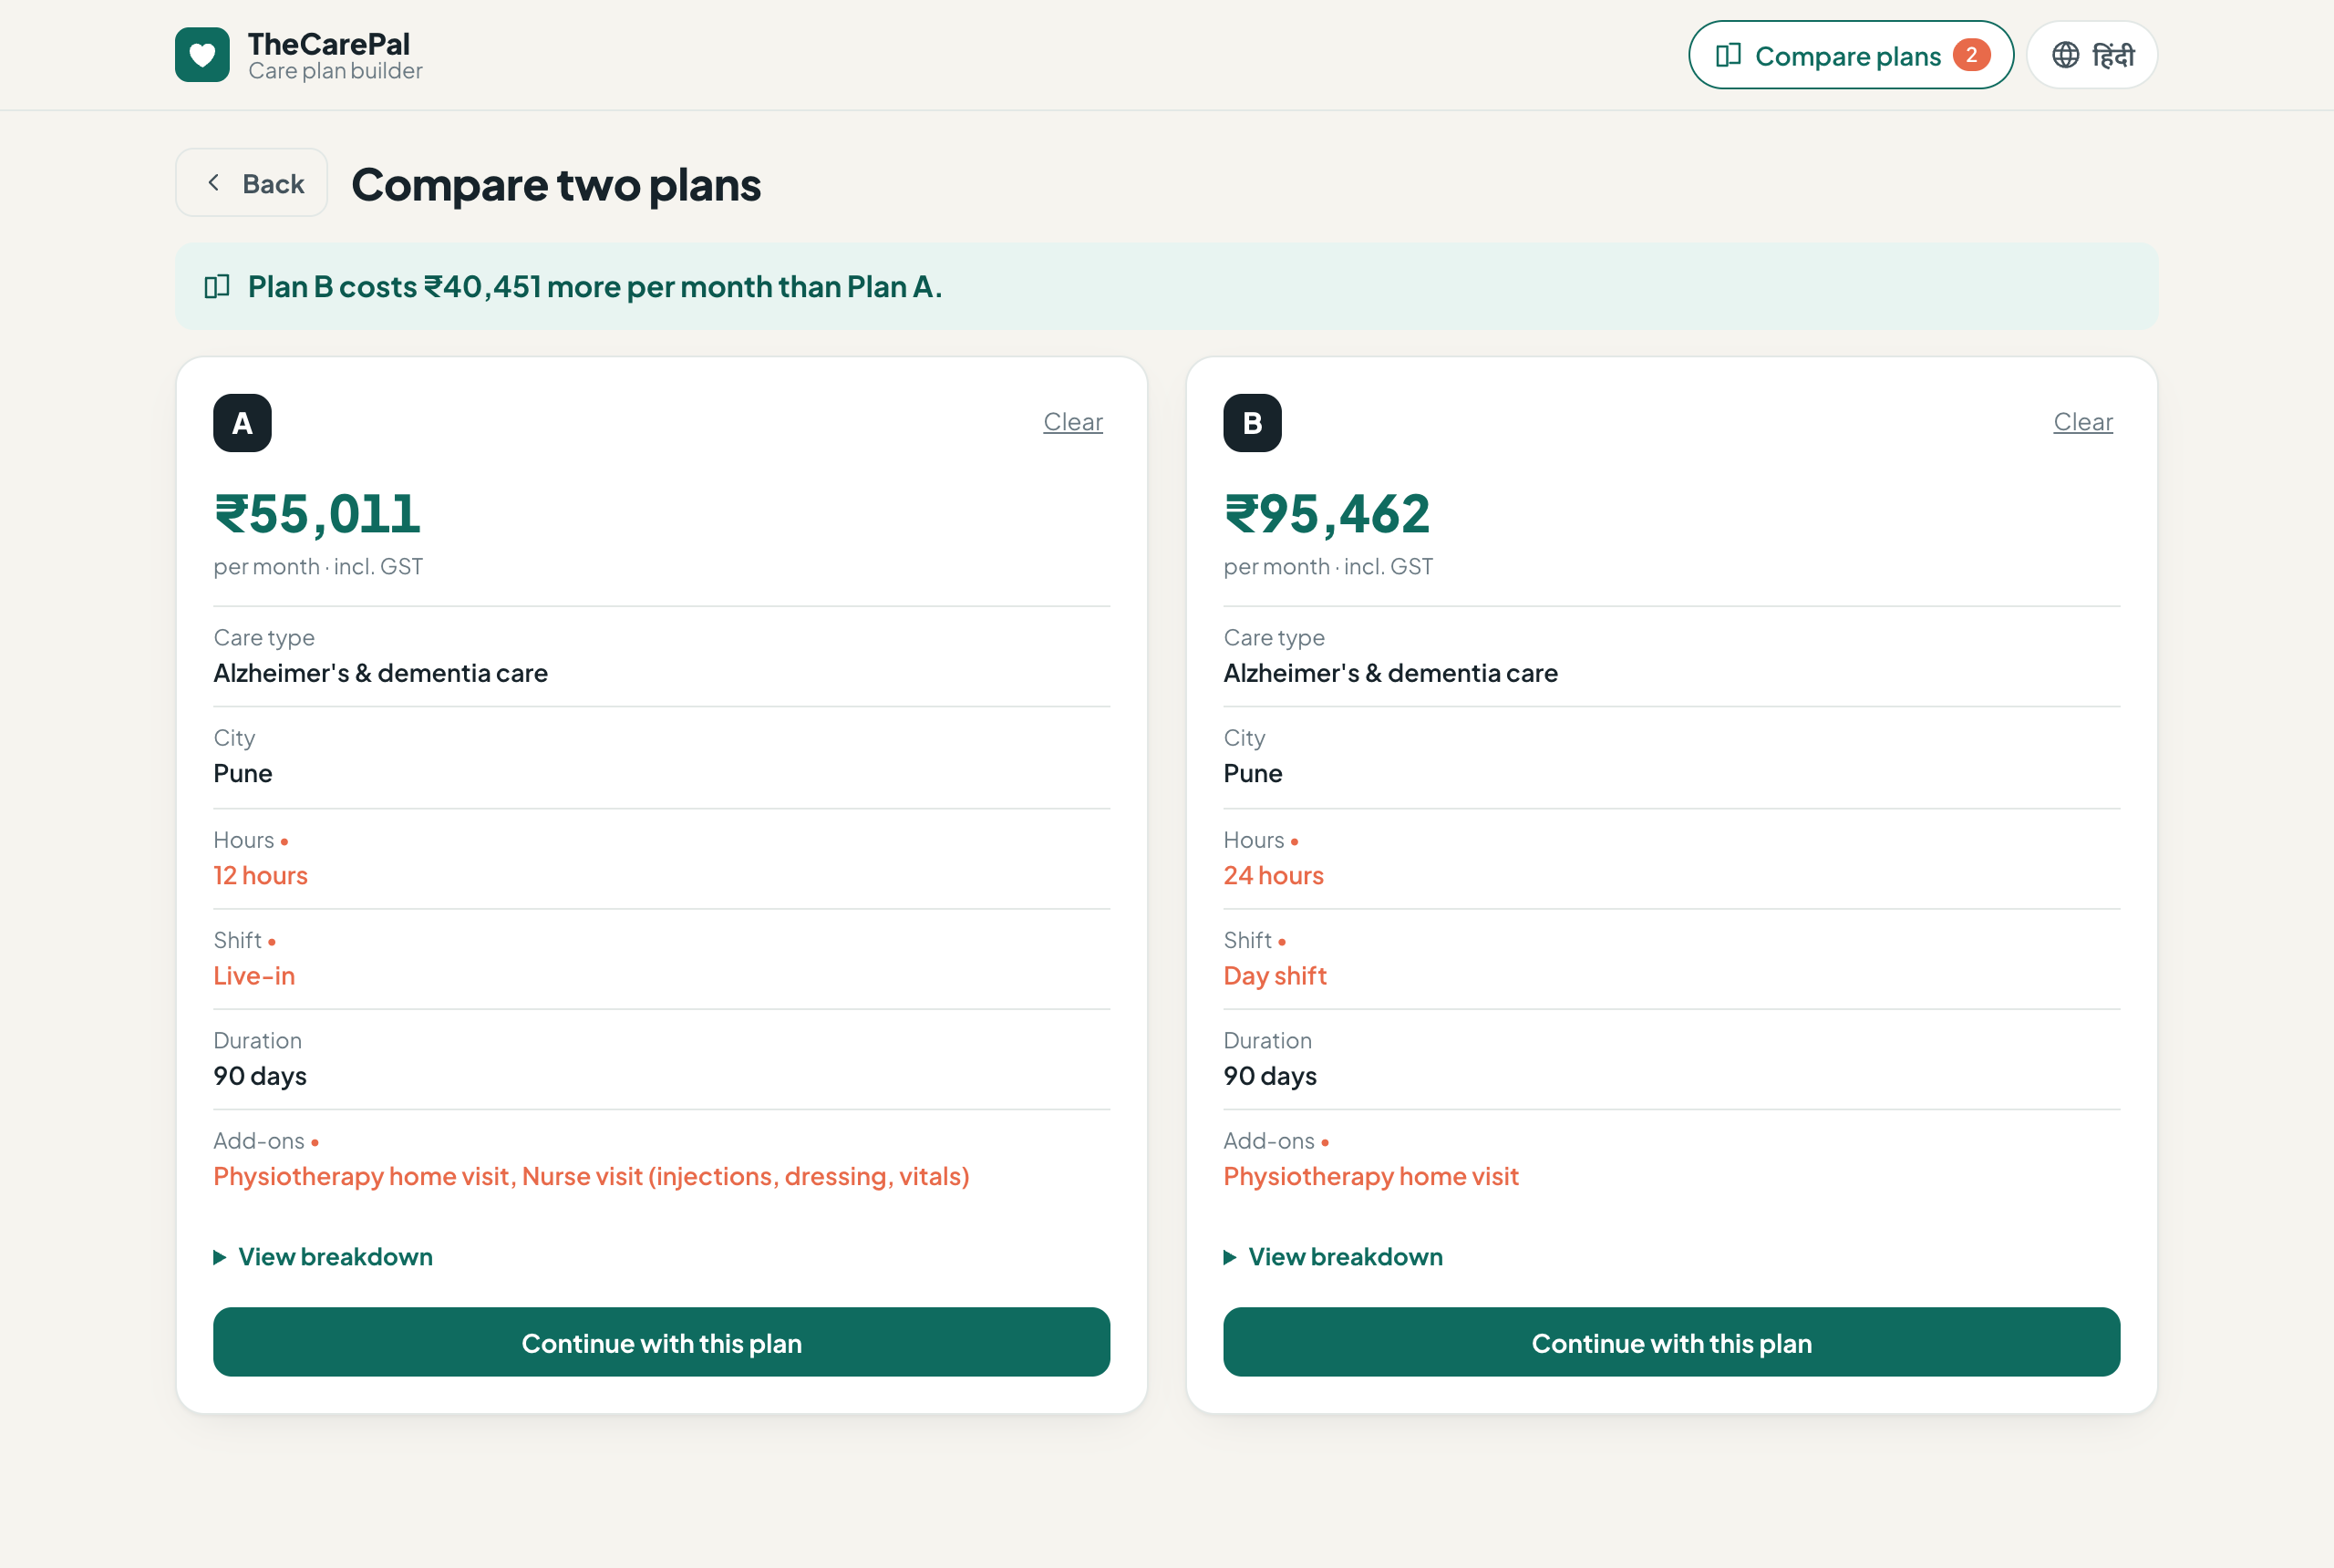 TheCarePal
Care plan builder
Compare plans 2
हिंदी
Back
Compare two plans
Plan B costs ₹40,451 more per month than Plan A.
A
Clear
₹55,011
per month · incl. GST
Care type
Alzheimer's & dementia care
City
Pune
Hours •
12 hours
Shift •
Live-in
Duration
90 days
Add-ons •
Physiotherapy home visit, Nurse visit (injections, dressing, vitals)
▶ View breakdown
Continue with this plan
B
Clear
₹95,462
per month · incl. GST
Care type
Alzheimer's & dementia care
City
Pune
Hours •
24 hours
Shift •
Day shift
Duration
90 days
Add-ons •
Physiotherapy home visit
▶ View breakdown
Continue with this plan